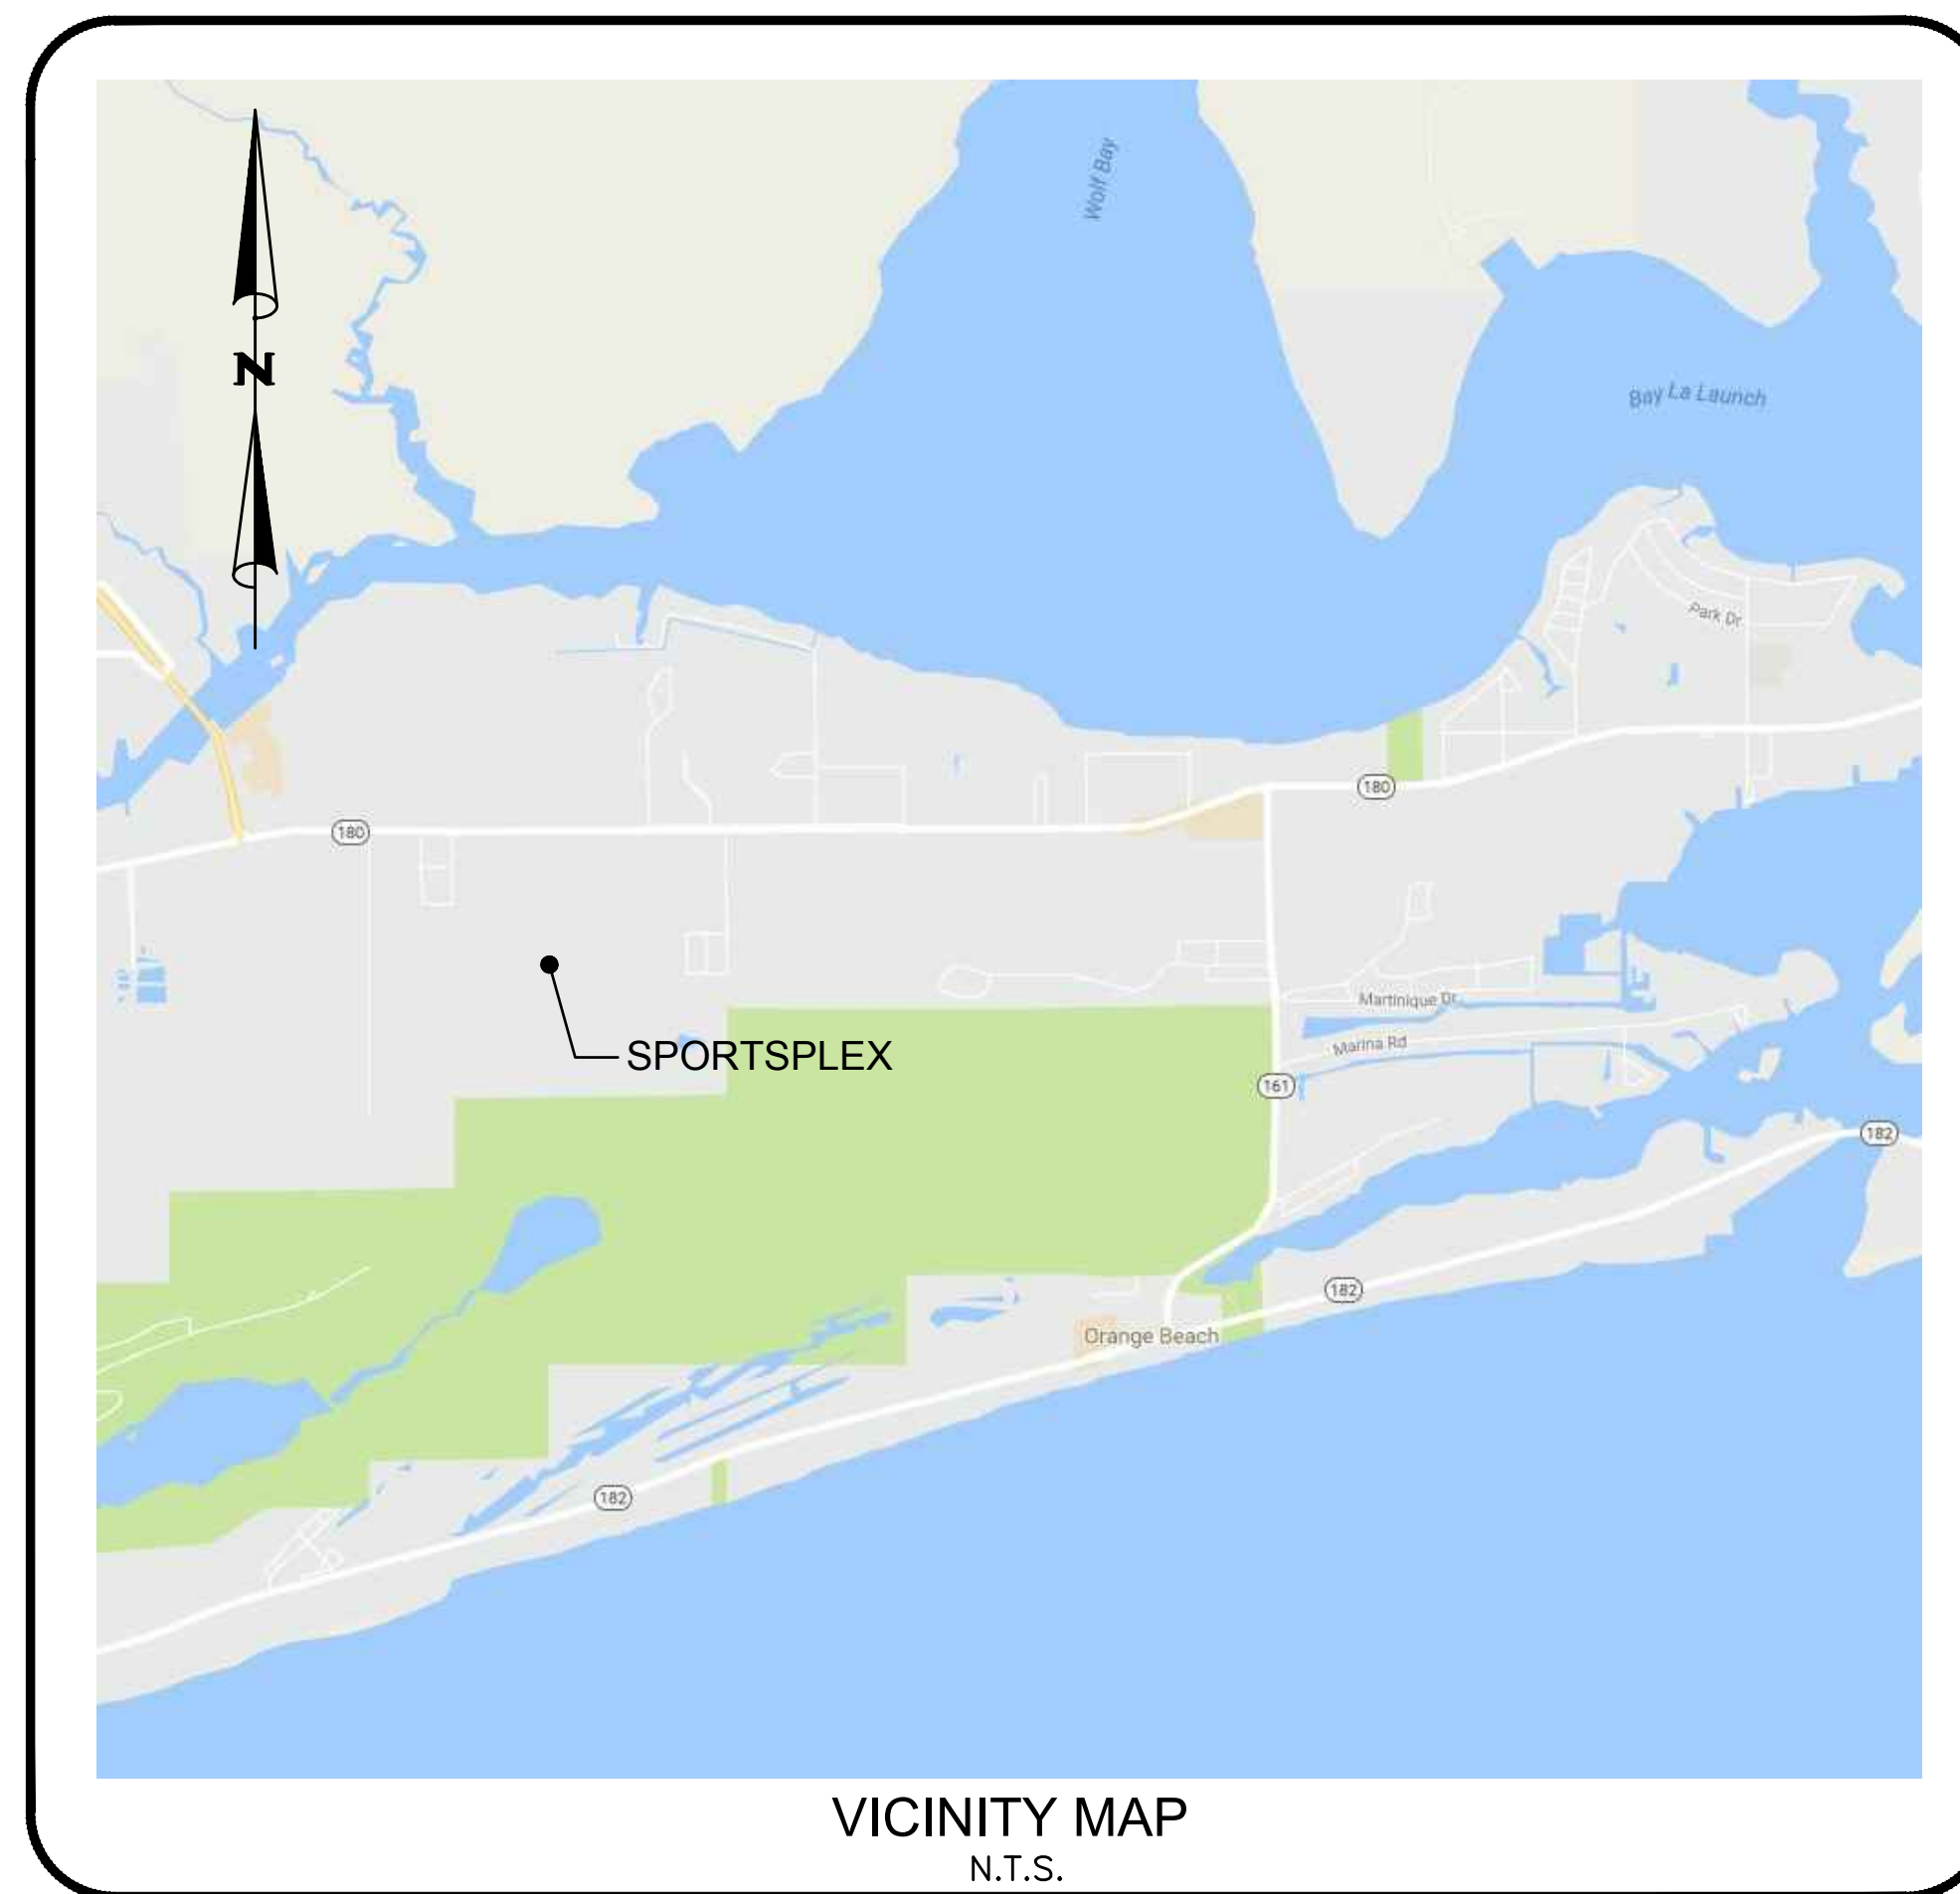 Wolf Bay
N
Bay La Launch
Park Dr
180
180
Martinique Dr
SPORTSPLEX
Marina Rd
161
182
182
Orange Beach
182
VICINITY MAP
N.T.S.